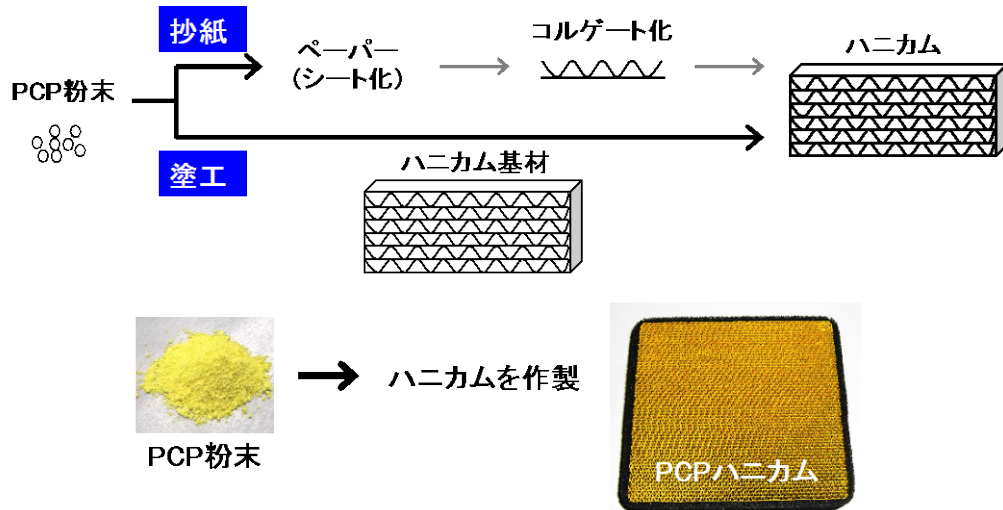 抄紙
ペーパー
(シート化)
コルゲート化
ハニカム
PCP粉末
塗工
ハニカム基材
ハニカムを作製
PCP粉末
PCPハニカム